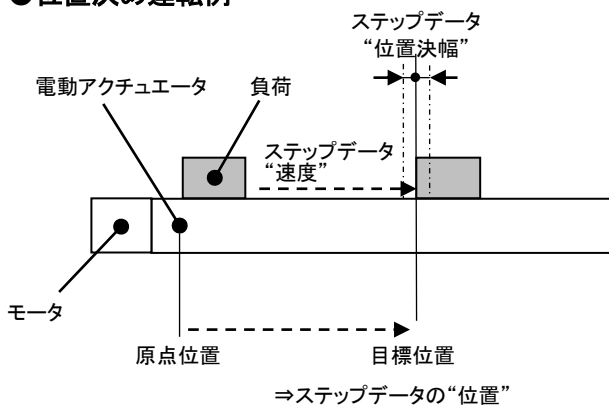 ●位置決め運転例
ステップデータ
“位置決幅”
電動アクチュエータ
負荷
ステップデータ
“速度”
モータ
原点位置
目標位置
⇒ステップデータの“位置”